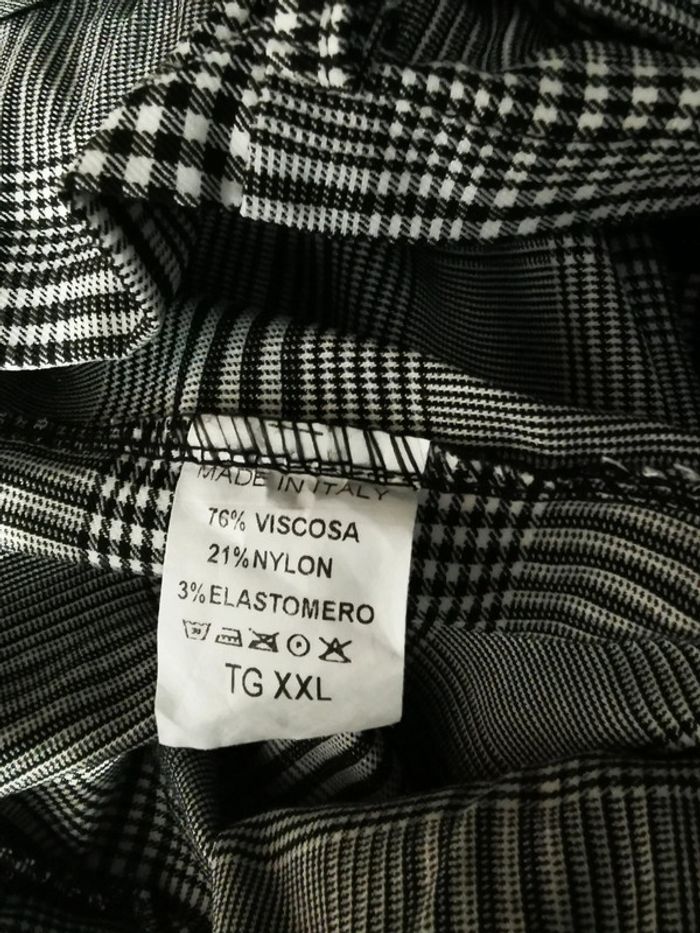 MADE IN ITALY
76% VISCOSA
21%NYLON
3%ELASTOMERO
TG XXL